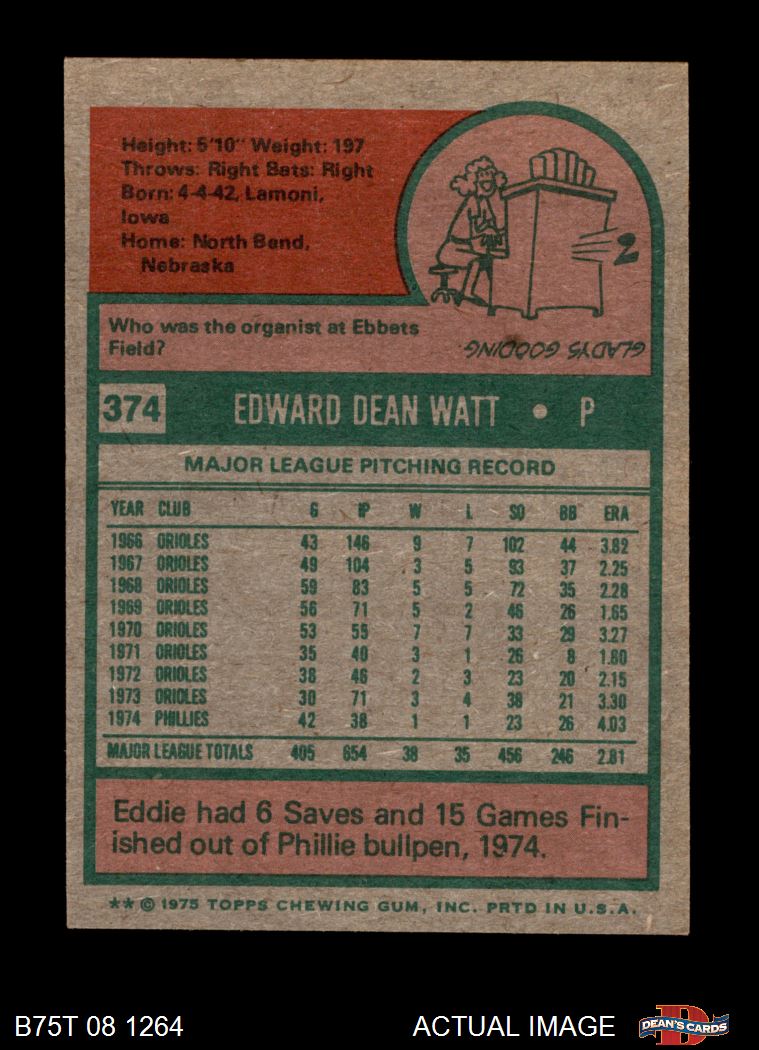 Height: 5'10" Weight: 197
Throws: Right Bats: Right
Born: 4-4-42, Lamoni,
Iowa
Home: North Bend,
Nebraska
Who was the organist at Ebbets
Field?
GLADYS GOODING
374 EDWARD DEAN WATT • P
MAJOR LEAGUE PITCHING RECORD
YEAR CLUB G IP W L SO BB ERA
1966 ORIOLES 43 146 9 7 102 44 3.82
1967 ORIOLES 49 104 3 5 93 37 2.25
1968 ORIOLES 59 83 5 5 72 35 2.28
1969 ORIOLES 56 71 5 2 46 26 1.65
1970 ORIOLES 53 55 7 7 33 29 3.27
1971 ORIOLES 35 40 3 1 26 8 1.80
1972 ORIOLES 38 46 2 3 23 20 2.15
1973 ORIOLES 30 71 3 4 38 21 3.30
1974 PHILLIES 42 38 1 1 23 26 4.03
MAJOR LEAGUE TOTALS 405 654 38 35 456 246 2.81
Eddie had 6 Saves and 15 Games Fin-
ished out of Phillie bullpen, 1974.
** © 1975 TOPPS CHEWING GUM, INC. PRTD IN U.S.A.
B75T 08 1264 ACTUAL IMAGE DEAN'S CARDS